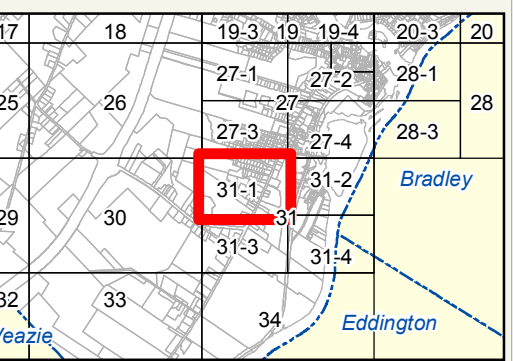 17 18 19-3 19 19-4 20-3 20
27-1 27-2 28-1
25 26 27 28
27-3 27-4 28-3
31-1 31-2 Bradley
29 30 31
31-3 31-4
32 33 34 Eddington
Veazie